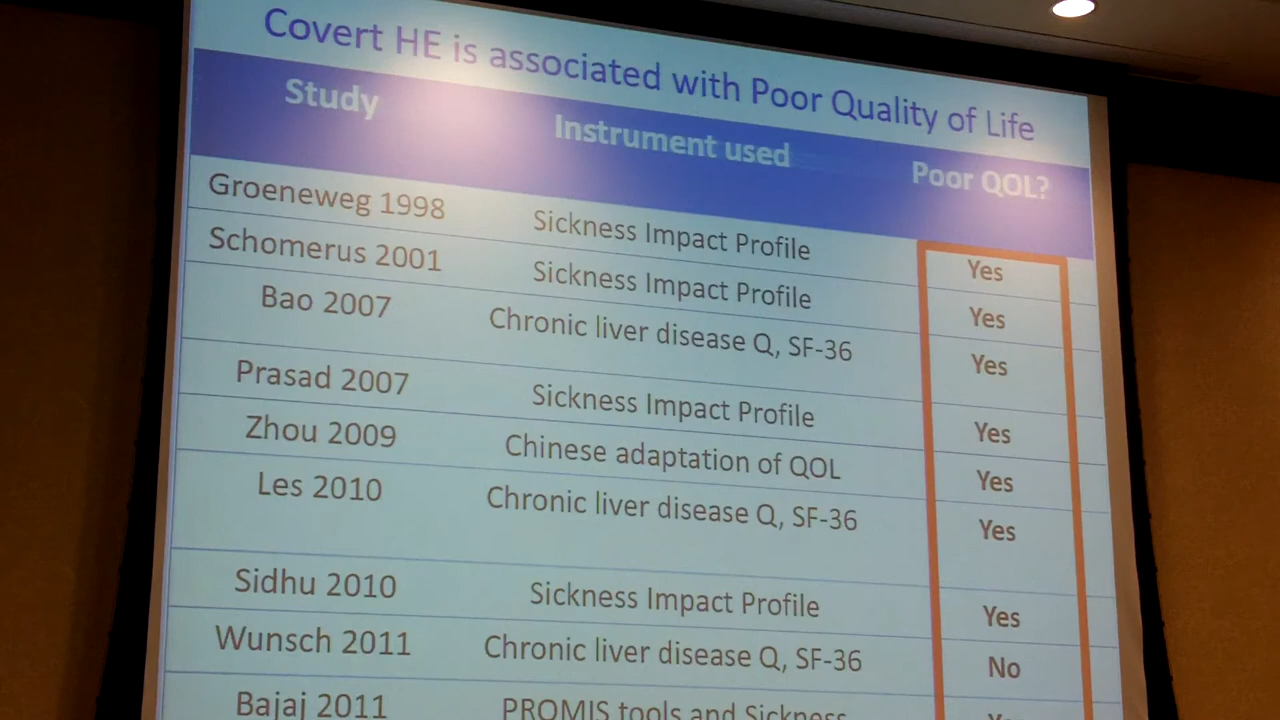 Covert HE is associated with Poor Quality of Life
Study Instrument used Poor QOL?
Groeneweg 1998 Sickness Impact Profile Yes
Schomerus 2001 Sickness Impact Profile Yes
Bao 2007 Chronic liver disease Q, SF-36 Yes
Prasad 2007 Sickness Impact Profile Yes
Zhou 2009 Chinese adaptation of QOL Yes
Les 2010 Chronic liver disease Q, SF-36 Yes
Sidhu 2010 Sickness Impact Profile Yes
Wunsch 2011 Chronic liver disease Q, SF-36 No
Bajaj 2011 PROMIS tools and Sickness